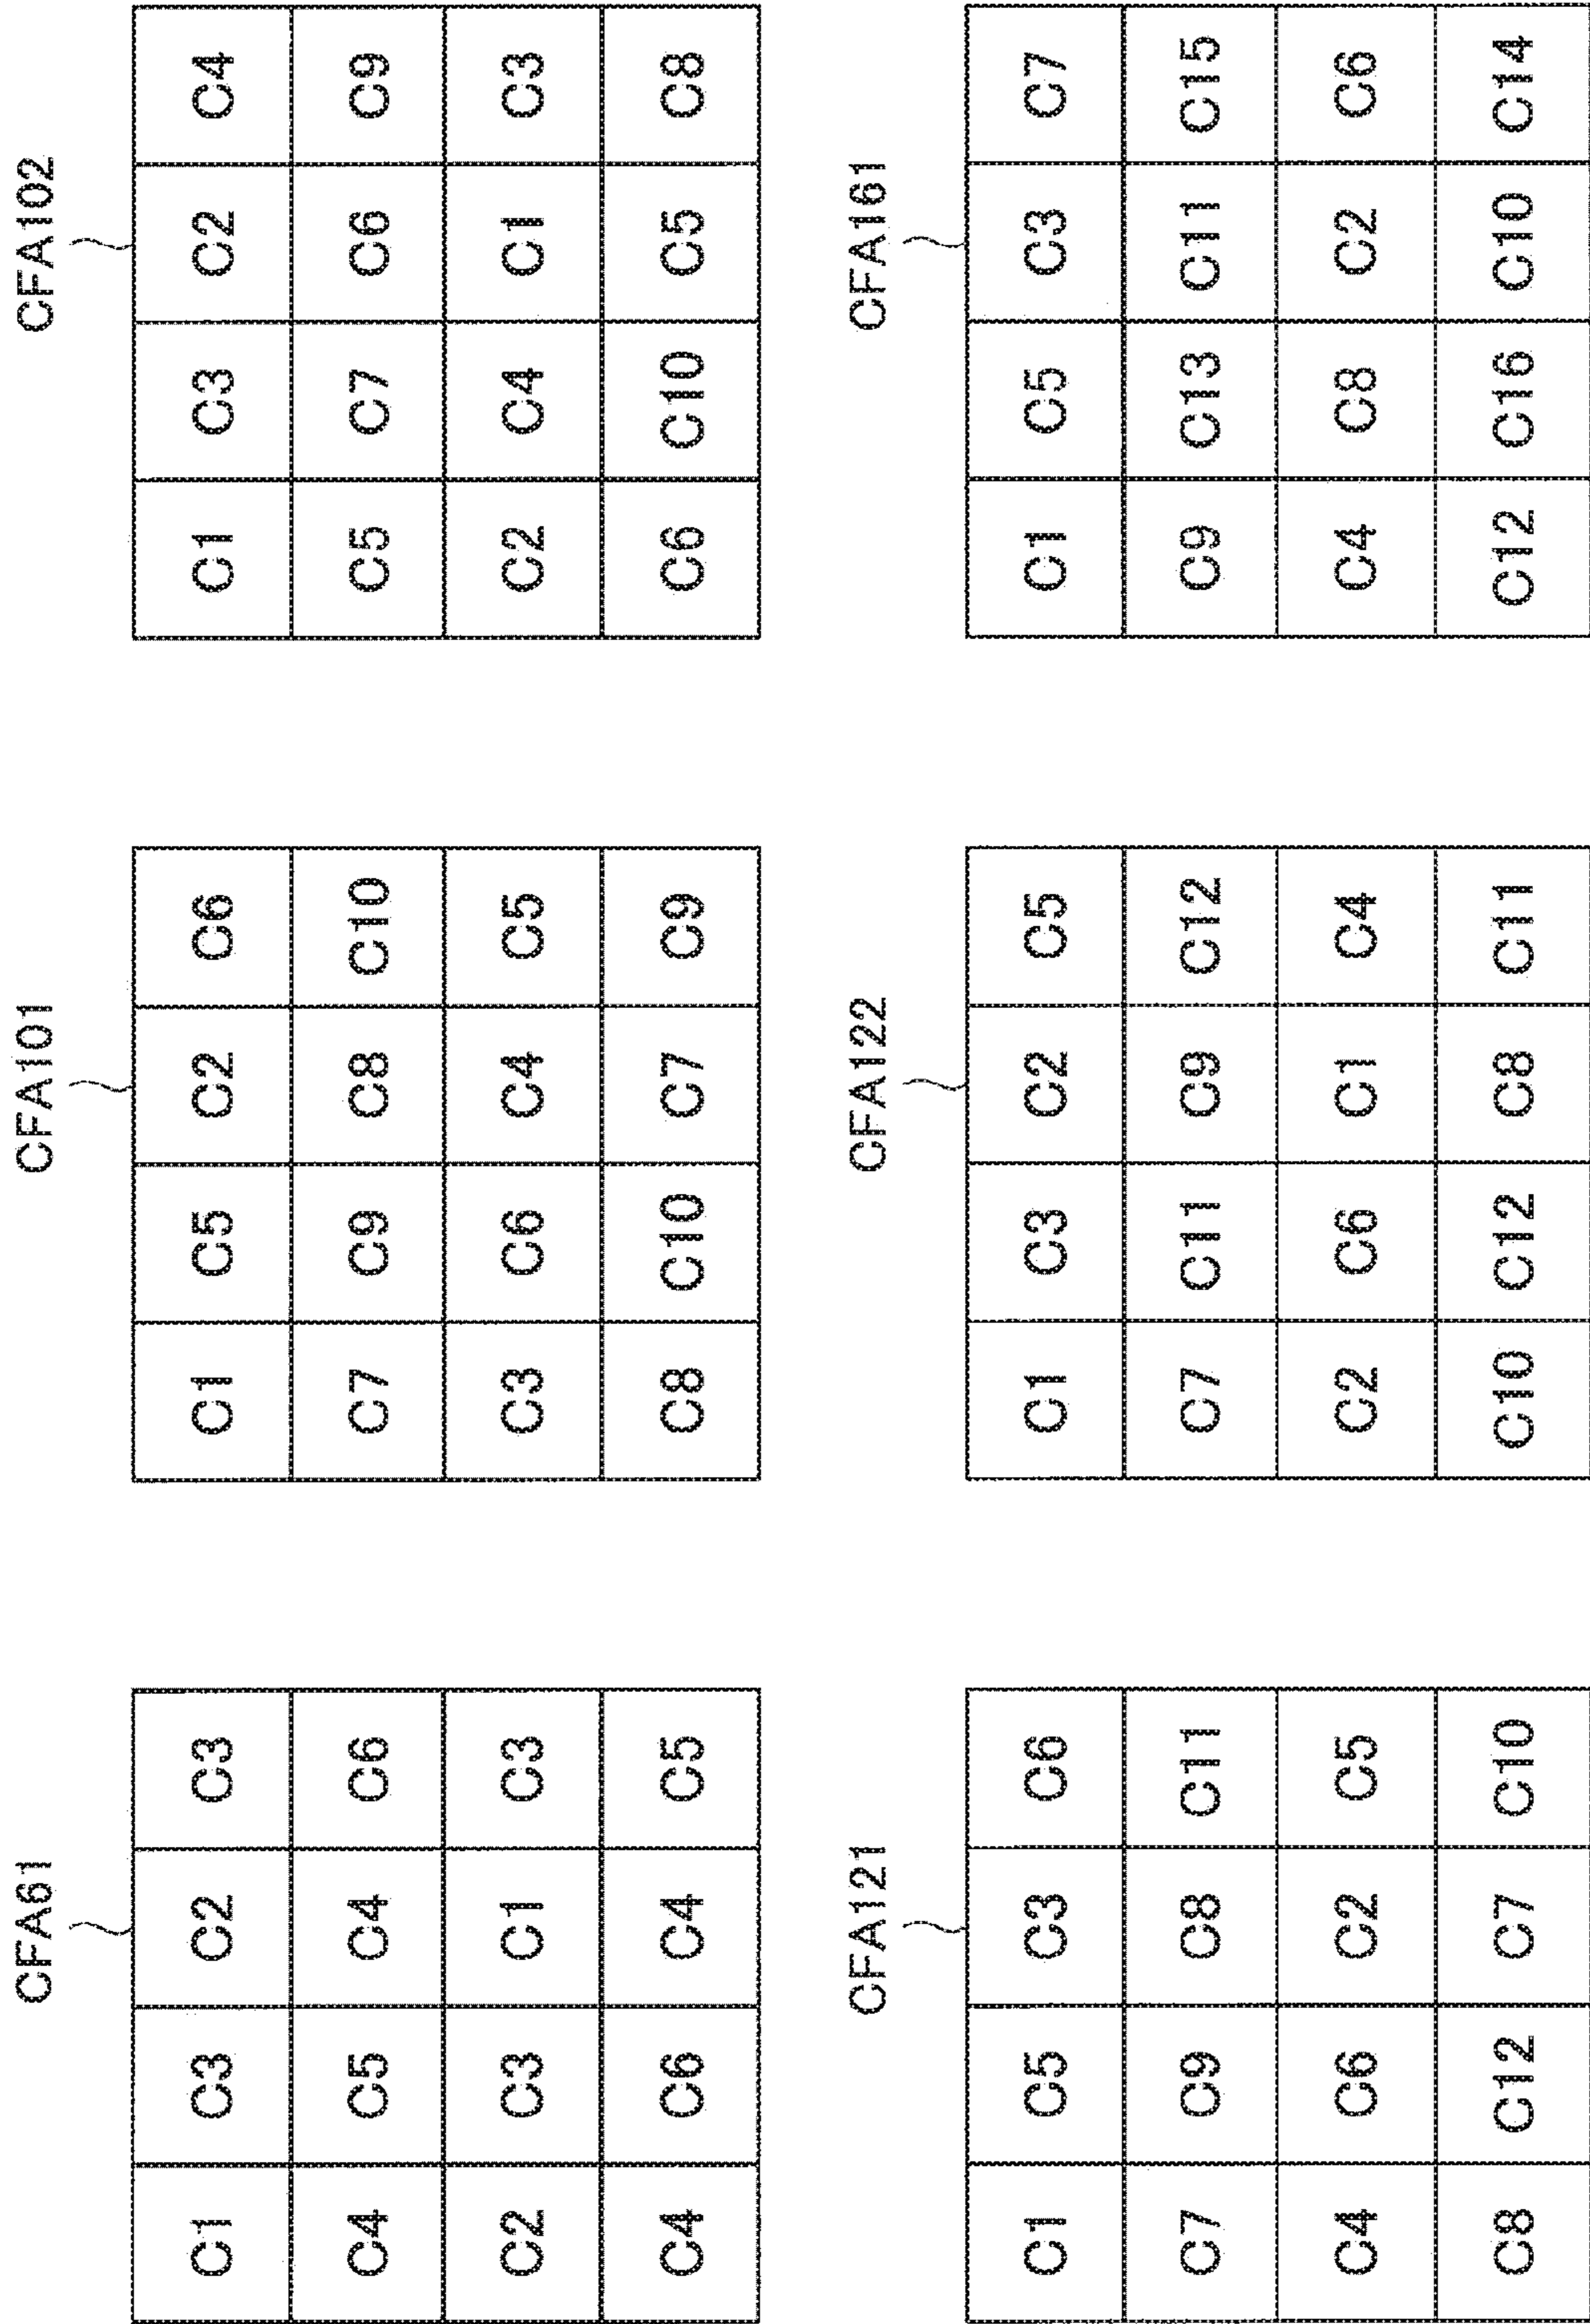 CFA61
C1 C3 C2 C3
C4 C5 C4 C6
C2 C3 C1 C3
C4 C6 C4 C5
CFA101
C1 C5 C2 C6
C7 C9 C8 C10
C3 C6 C4 C5
C8 C10 C7 C9
CFA102
C1 C3 C2 C4
C5 C7 C6 C9
C2 C4 C1 C3
C6 C10 C5 C8
CFA121
C1 C5 C3 C6
C7 C9 C8 C11
C4 C6 C2 C5
C8 C12 C7 C10
CFA122
C1 C3 C2 C5
C7 C11 C9 C12
C2 C6 C1 C4
C10 C12 C8 C11
CFA161
C1 C5 C3 C7
C9 C13 C11 C15
C4 C8 C2 C6
C12 C16 C10 C14